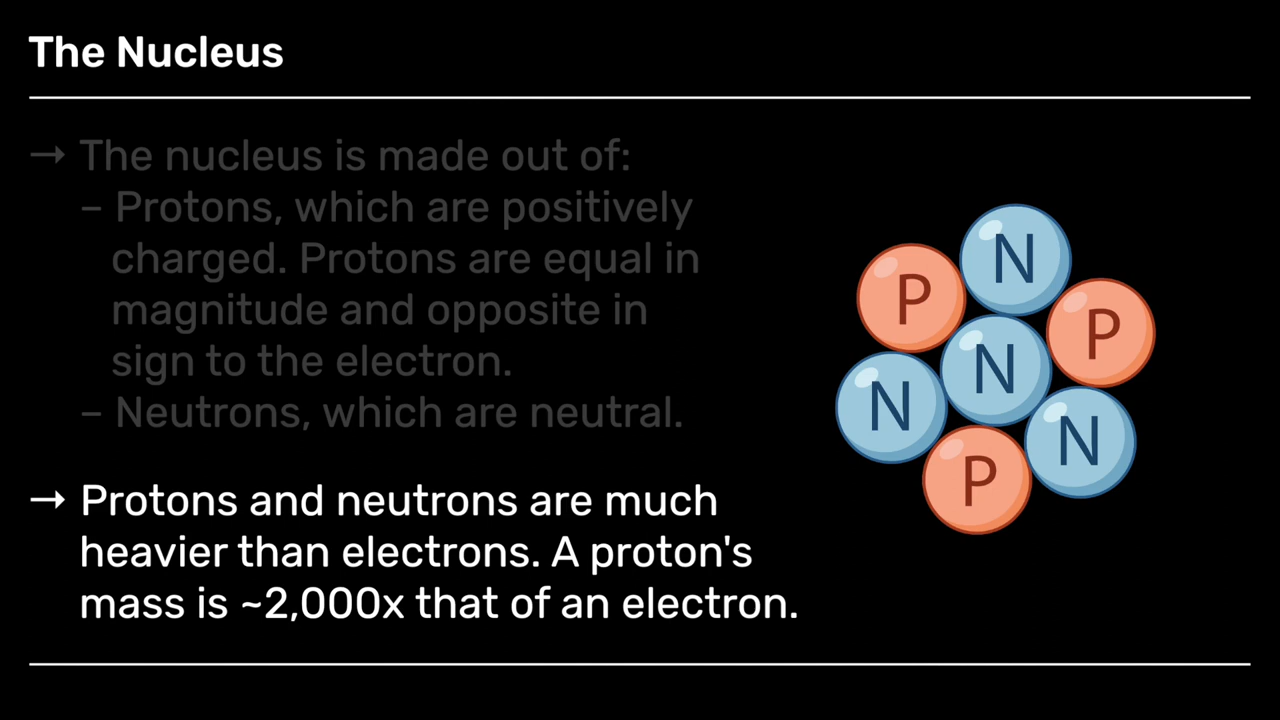 The Nucleus
→ The nucleus is made out of:
– Protons, which are positively
charged. Protons are equal in
magnitude and opposite in
sign to the electron.
– Neutrons, which are neutral.
→ Protons and neutrons are much
heavier than electrons. A proton's
mass is ~2,000x that of an electron.
N
P
P
N
N
N
P